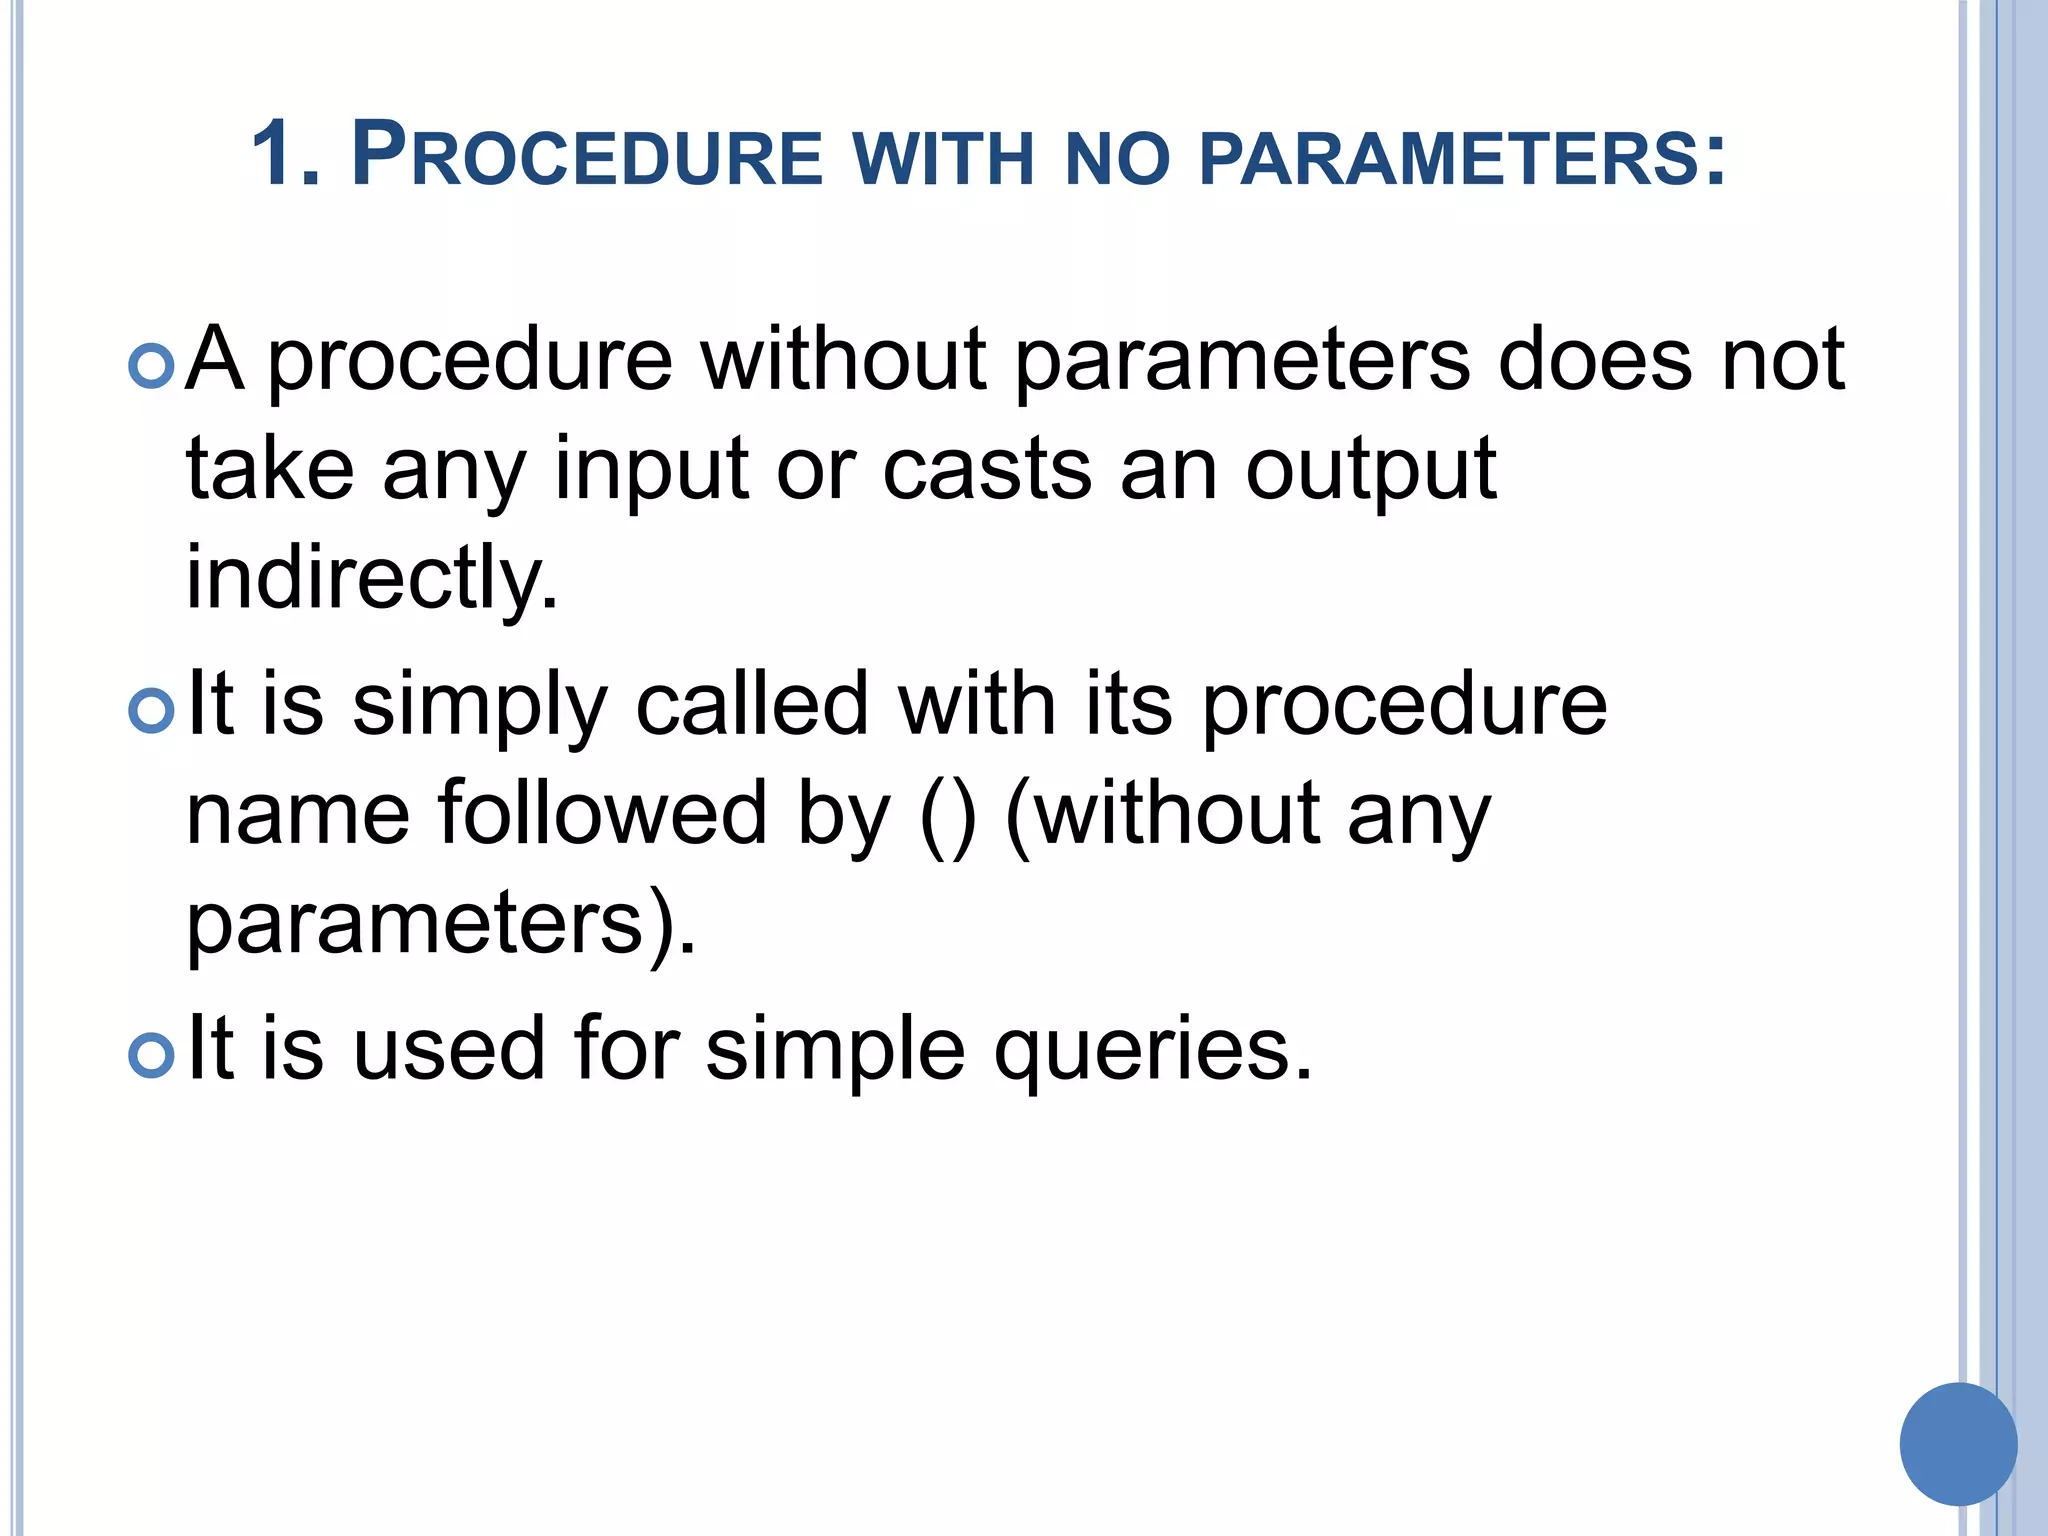 1. PROCEDURE WITH NO PARAMETERS:
A procedure without parameters does not
take any input or casts an output
indirectly.
It is simply called with its procedure
name followed by () (without any
parameters).
It is used for simple queries.